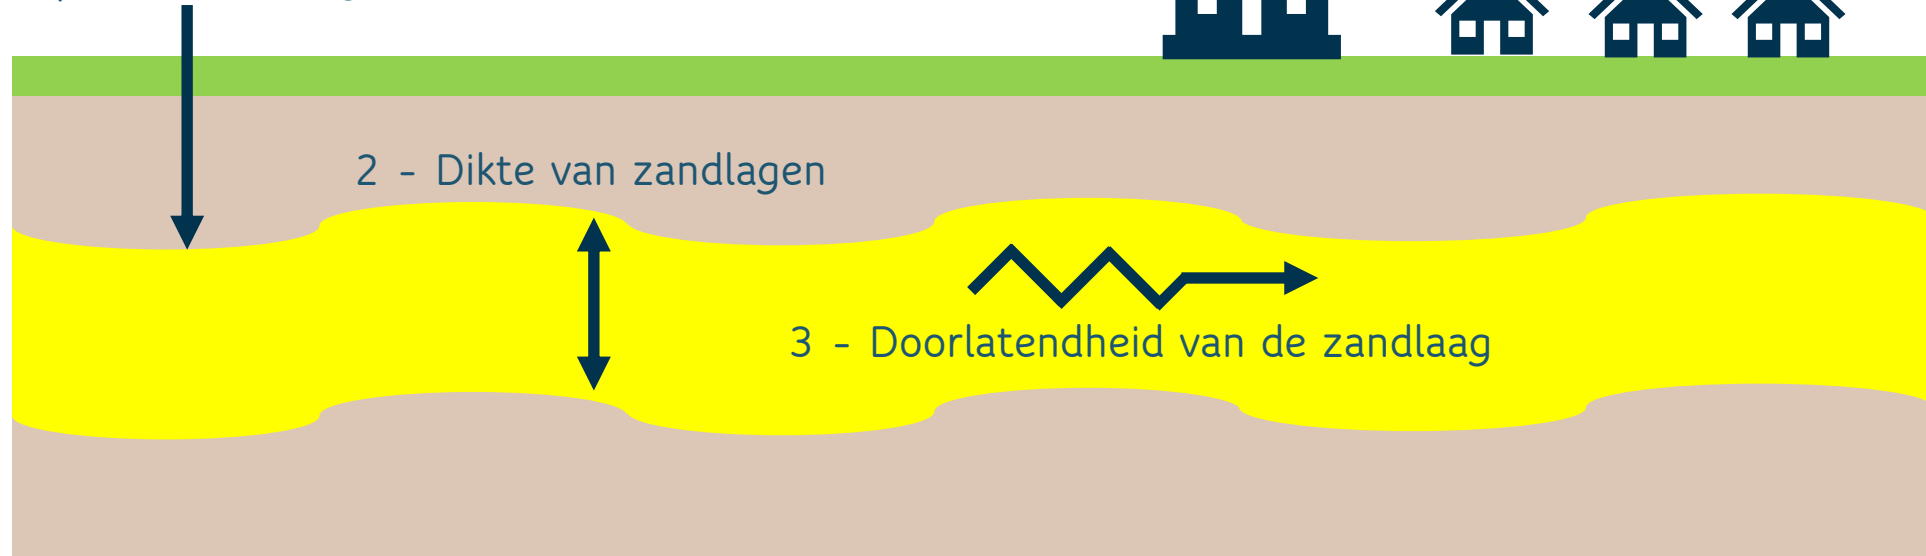 2 - Dikte van zandlagen
3 - Doorlatendheid van de zandlaag